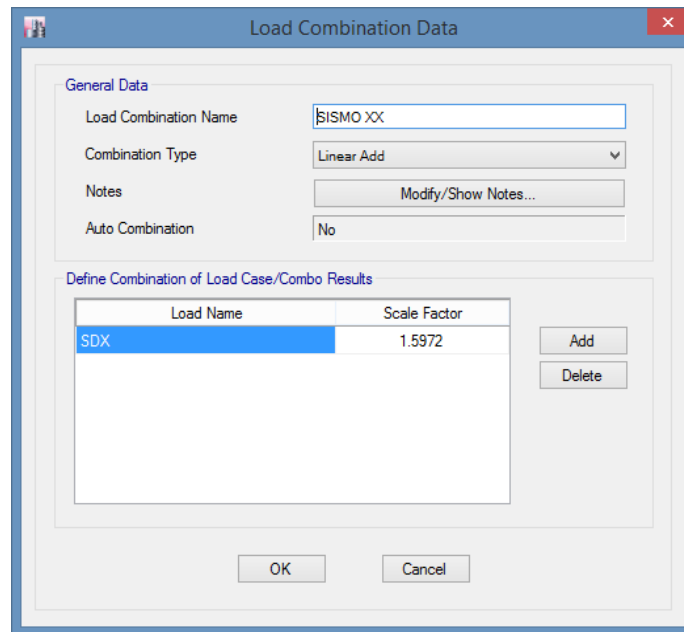 Load Combination Data
General Data
Load Combination Name SISMO XX
Combination Type Linear Add
Notes Modify/Show Notes...
Auto Combination No
Define Combination of Load Case/Combo Results
Load Name Scale Factor
SDX 1.5972 Add
Delete
OK Cancel